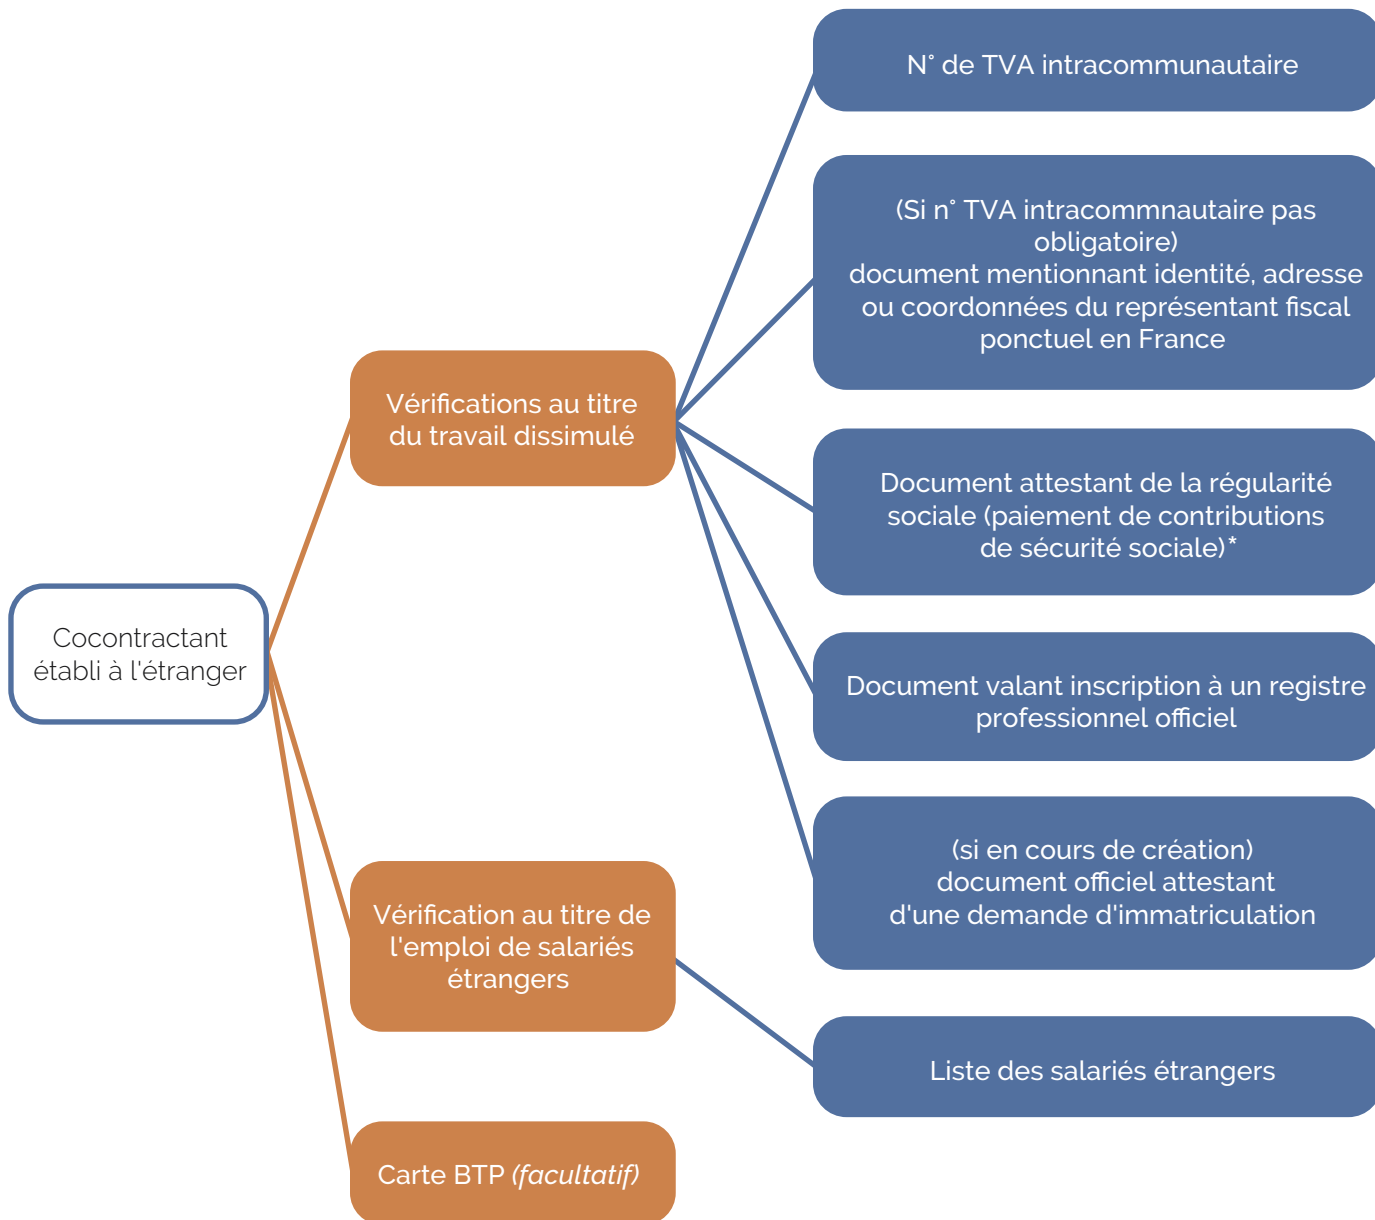 Cocontractant
établi à l'étranger
Vérifications au titre
du travail dissimulé
N° de TVA intracommunautaire
(Si n° TVA intracommnautaire pas
obligatoire)
document mentionnant identité, adresse
ou coordonnées du représentant fiscal
ponctuel en France
Document attestant de la régularité
sociale (paiement de contributions
de sécurité sociale)*
Document valant inscription à un registre
professionnel officiel
(si en cours de création)
document officiel attestant
d'une demande d'immatriculation
Vérification au titre de
l'emploi de salariés
étrangers
Liste des salariés étrangers
Carte BTP (facultatif)